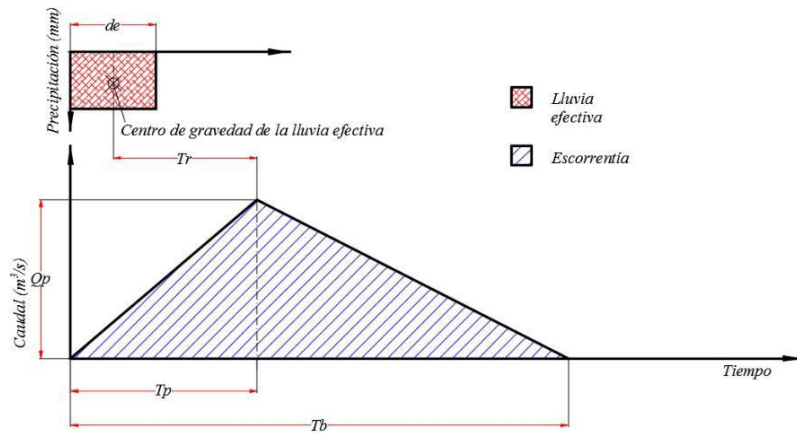 de
Precipitación (mm)
Lluvia
efectiva
Centro de gravedad de la lluvia efectiva
Tr
Escorrentía
Caudal (m³/s)
Qp
Tiempo
Tp
Tb